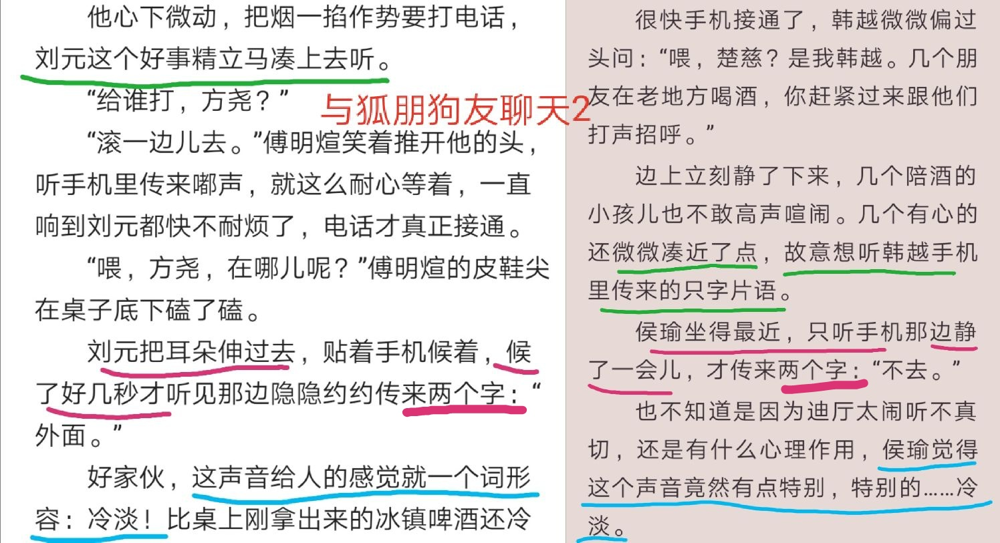 他心下微动，把烟一掐作势要打电话，
刘元这个好事精立马凑上去听。
“给谁打，方尧？”
“滚一边儿去。”傅明煊笑着推开他的头，
听手机里传来嘟声，就这么耐心等着，一直
响到刘元都快不耐烦了，电话才真正接通。
“喂，方尧，在哪儿呢？”傅明煊的皮鞋尖
在桌子底下磕了磕。
刘元把耳朵伸过去，贴着手机候着，候
了好几秒才听见那边隐隐约约传来两个字：“
外面。”
好家伙，这声音给人的感觉就一个词形
容：冷淡！比桌上刚拿出来的冰镇啤酒还冷
与狐朋狗友聊天2
很快手机接通了，韩越微微偏过
头问：“喂，楚慈？是我韩越。几个朋
友在老地方喝酒，你赶紧过来跟他们
打声招呼。”
边上立刻静了下来，几个陪酒的
小孩儿也不敢高声喧闹。几个有心的
还微微凑近了点，故意想听韩越手机
里传来的只字片语。
侯瑜坐得最近，只听手机那边静
了一会儿，才传来两个字：“不去。”
也不知道是因为迪厅太闹听不真
切，还是有什么心理作用，侯瑜觉得
这个声音竟然有点特别，特别的……冷
淡。